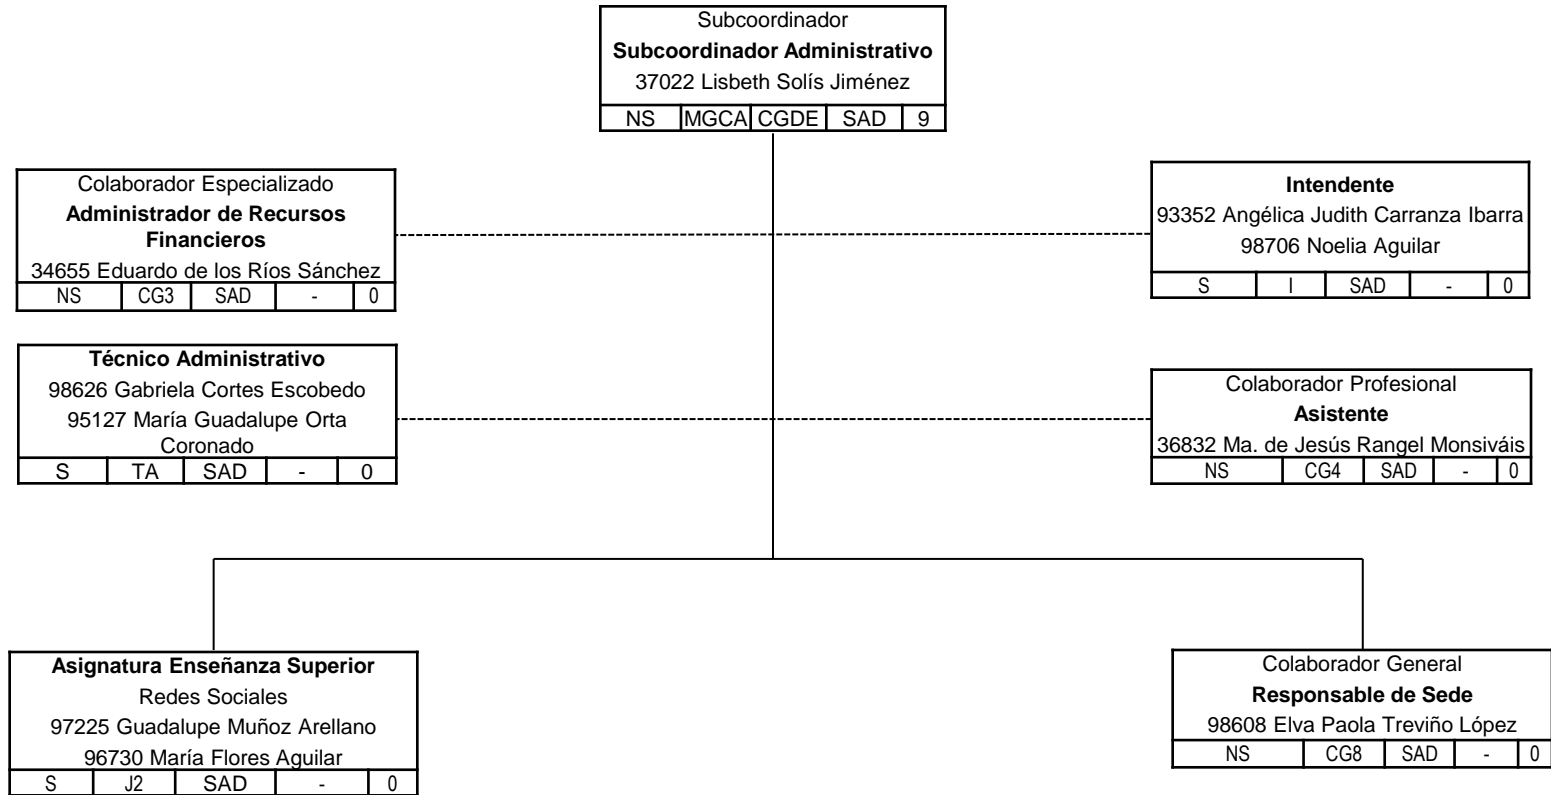 Subcoordinador
Subcoordinador Administrativo
37022 Lisbeth Solís Jiménez
NS MGCA CGDE SAD 9
Colaborador Especializado
Administrador de Recursos
Financieros
34655 Eduardo de los Ríos Sánchez
NS CG3 SAD - 0
Intendente
93352 Angélica Judith Carranza Ibarra
98706 Noelia Aguilar
S I SAD - 0
Técnico Administrativo
98626 Gabriela Cortes Escobedo
95127 María Guadalupe Orta
Coronado
S TA SAD - 0
Colaborador Profesional
Asistente
36832 Ma. de Jesús Rangel Monsiváis
NS CG4 SAD - 0
Asignatura Enseñanza Superior
Redes Sociales
97225 Guadalupe Muñoz Arellano
96730 María Flores Aguilar
S J2 SAD - 0
Colaborador General
Responsable de Sede
98608 Elva Paola Treviño López
NS CG8 SAD - 0